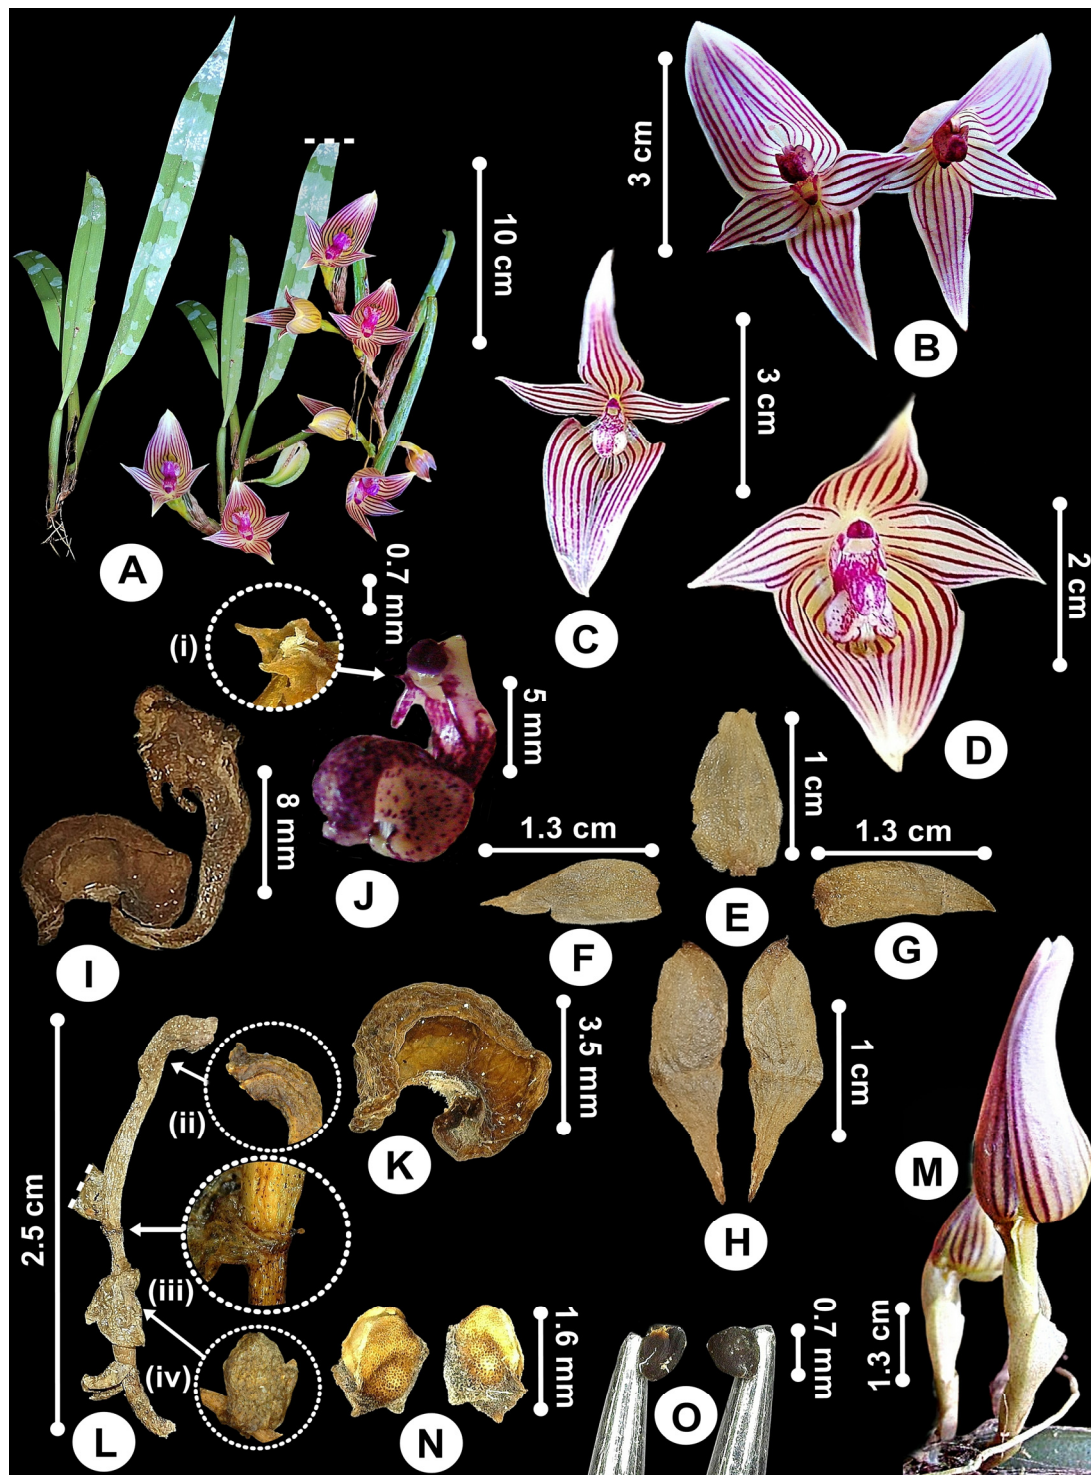 3 cm
B
10 cm
A
3 cm
C
2 cm
D
0.7 mm
(i)
5 mm
J
8 mm
I
1 cm
E
1.3 cm
F
1.3 cm
G
3.5 mm
K
1 cm
H
M
1.3 cm
2.5 cm
(ii)
(iii)
(iv)
L
1.6 mm
N
0.7 mm
O